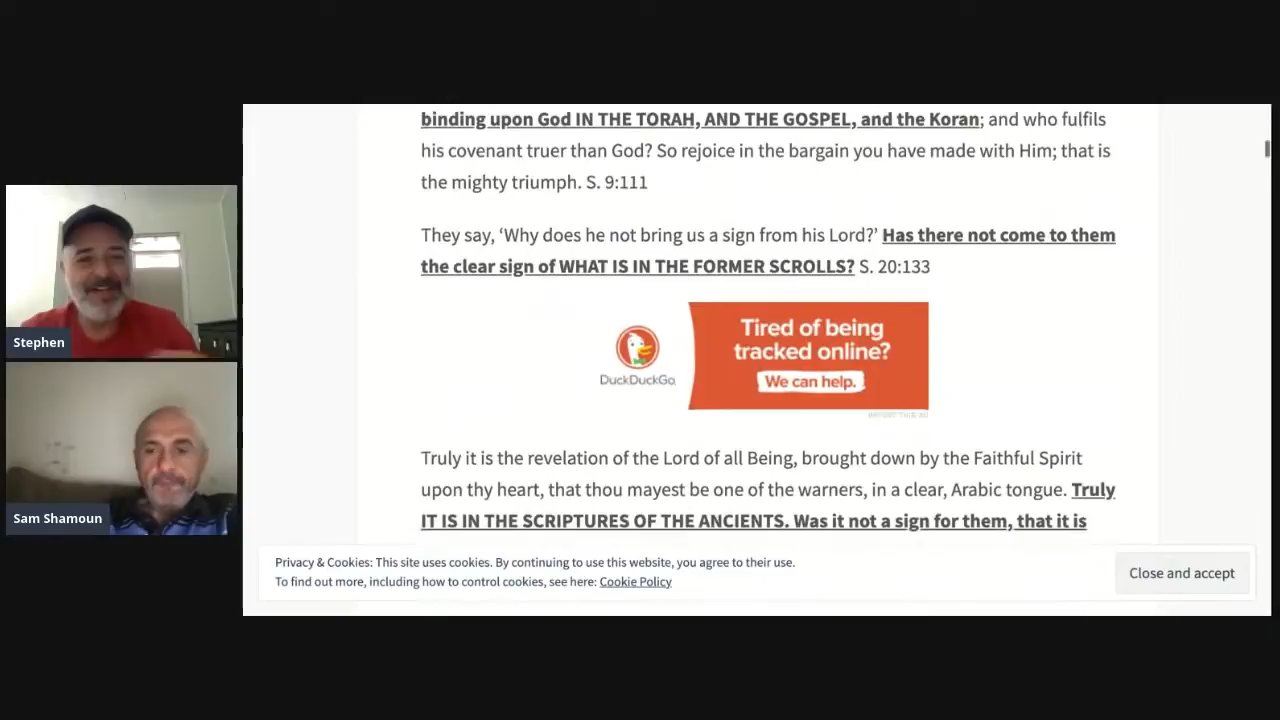 binding upon God IN THE TORAH, AND THE GOSPEL, and the Koran; and who fulfils
his covenant truer than God? So rejoice in the bargain you have made with Him; that is
the mighty triumph. S. 9:111
They say, ‘Why does he not bring us a sign from his Lord?’ Has there not come to them
the clear sign of WHAT IS IN THE FORMER SCROLLS? S. 20:133
DuckDuckGo.
Tired of being
tracked online?
We can help.
Truly it is the revelation of the Lord of all Being, brought down by the Faithful Spirit
upon thy heart, that thou mayest be one of the warners, in a clear, Arabic tongue. Truly
IT IS IN THE SCRIPTURES OF THE ANCIENTS. Was it not a sign for them, that it is
Privacy & Cookies: This site uses cookies. By continuing to use this website, you agree to their use.
To find out more, including how to control cookies, see here: Cookie Policy
Close and accept
Stephen
Sam Shamoun